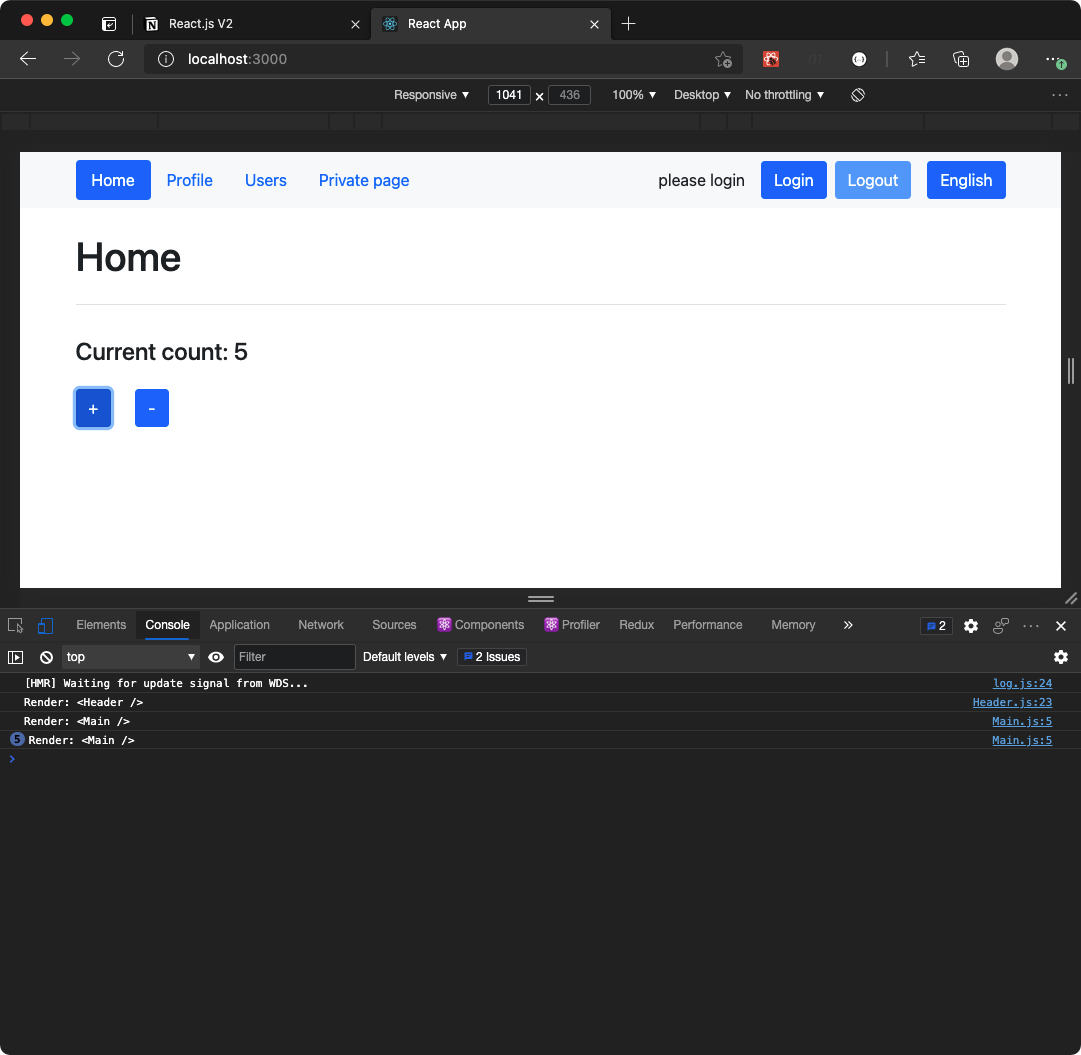 React.js V2
React App
localhost:3000
Responsive ▼ 1041 × 436 100% ▼ Desktop ▼ No throttling ▼
Home Profile Users Private page please login Login Logout English
Home
Current count: 5
+ -
Elements Console Application Network Sources Components Profiler Redux Performance Memory » 2
top ▼ Filter Default levels ▼ 2 Issues
[HMR] Waiting for update signal from WDS... log.js:24
Render: <Header /> Header.js:23
Render: <Main /> Main.js:5
5 Render: <Main /> Main.js:5